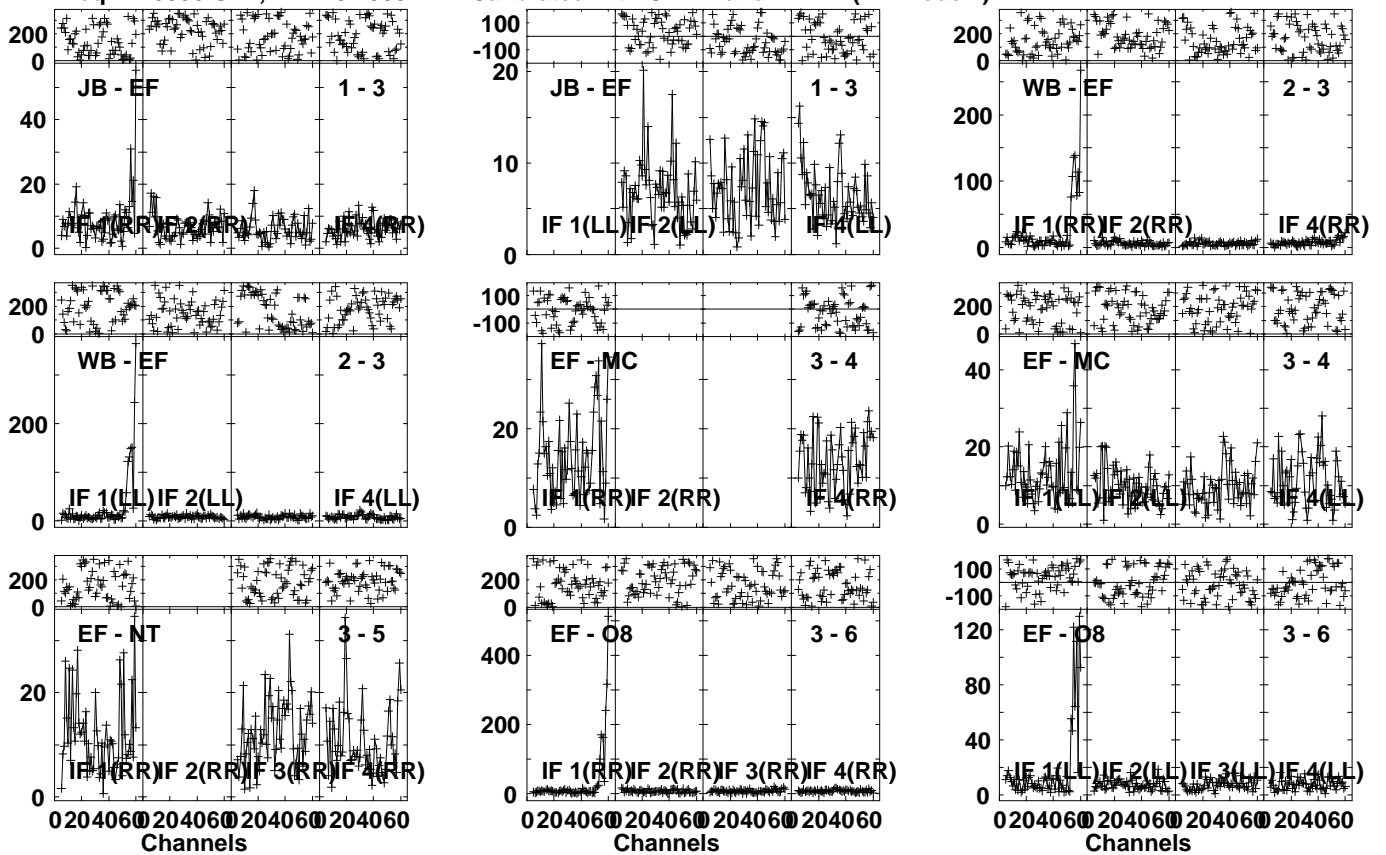 200
0
JB - EF
1 - 3
40
20
0
IF 1(RR)
IF 2(RR)
IF 4(RR)
100
-100
JB - EF
1 - 3
20
10
0
IF 1(LL)
IF 2(LL)
IF 4(LL)
200
0
WB - EF
2 - 3
200
100
0
IF 1(RR)
IF 2(RR)
IF 4(RR)
200
0
WB - EF
2 - 3
200
0
IF 1(LL)
IF 2(LL)
IF 4(LL)
100
-100
EF - MC
3 - 4
20
0
IF 1(RR)
IF 2(RR)
IF 4(RR)
200
0
EF - MC
3 - 4
40
20
0
IF 1(LL)
IF 2(LL)
IF 4(LL)
200
0
EF - NT
3 - 5
20
0
IF 1(RR)
IF 2(RR)
IF 3(RR)
IF 4(RR)
0 20 40 60 0 20 40 60 0 20 40 60 0 20 40 60
Channels
200
0
EF - O8
3 - 6
400
200
0
IF 1(RR)
IF 2(RR)
IF 3(RR)
IF 4(RR)
0 20 40 60 0 20 40 60 0 20 40 60 0 20 40 60
Channels
100
-100
EF - O8
3 - 6
120
80
40
0
IF 1(LL)
IF 2(LL)
IF 3(LL)
IF 4(LL)
0 20 40 60 0 20 40 60 0 20 40 60 0 20 40 60
Channels